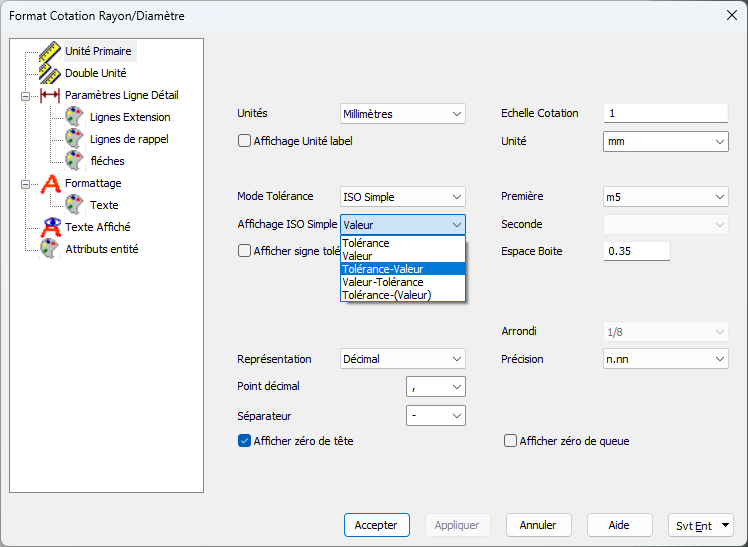 Format Cotation Rayon/Diamètre
Unité Primaire
Double Unité
Paramètres Ligne Détail
Lignes Extension
Lignes de rappel
fléches
Formattage
Texte
Texte Affiché
Attributs entité
Unités Millimètres Echelle Cotation 1
Affichage Unité label Unité mm
Mode Tolérance ISO Simple Première m5
Affichage ISO Simple Valeur Seconde
Afficher signe tolé Espace Boite 0.35
Tolérance
Valeur
Tolérance-Valeur
Valeur-Tolérance
Tolérance-(Valeur)
Arrondi 1/8
Représentation Décimal Précision n.nn
Point décimal ,
Séparateur -
Afficher zéro de tête Afficher zéro de queue
Accepter Appliquer Annuler Aide Svt Ent